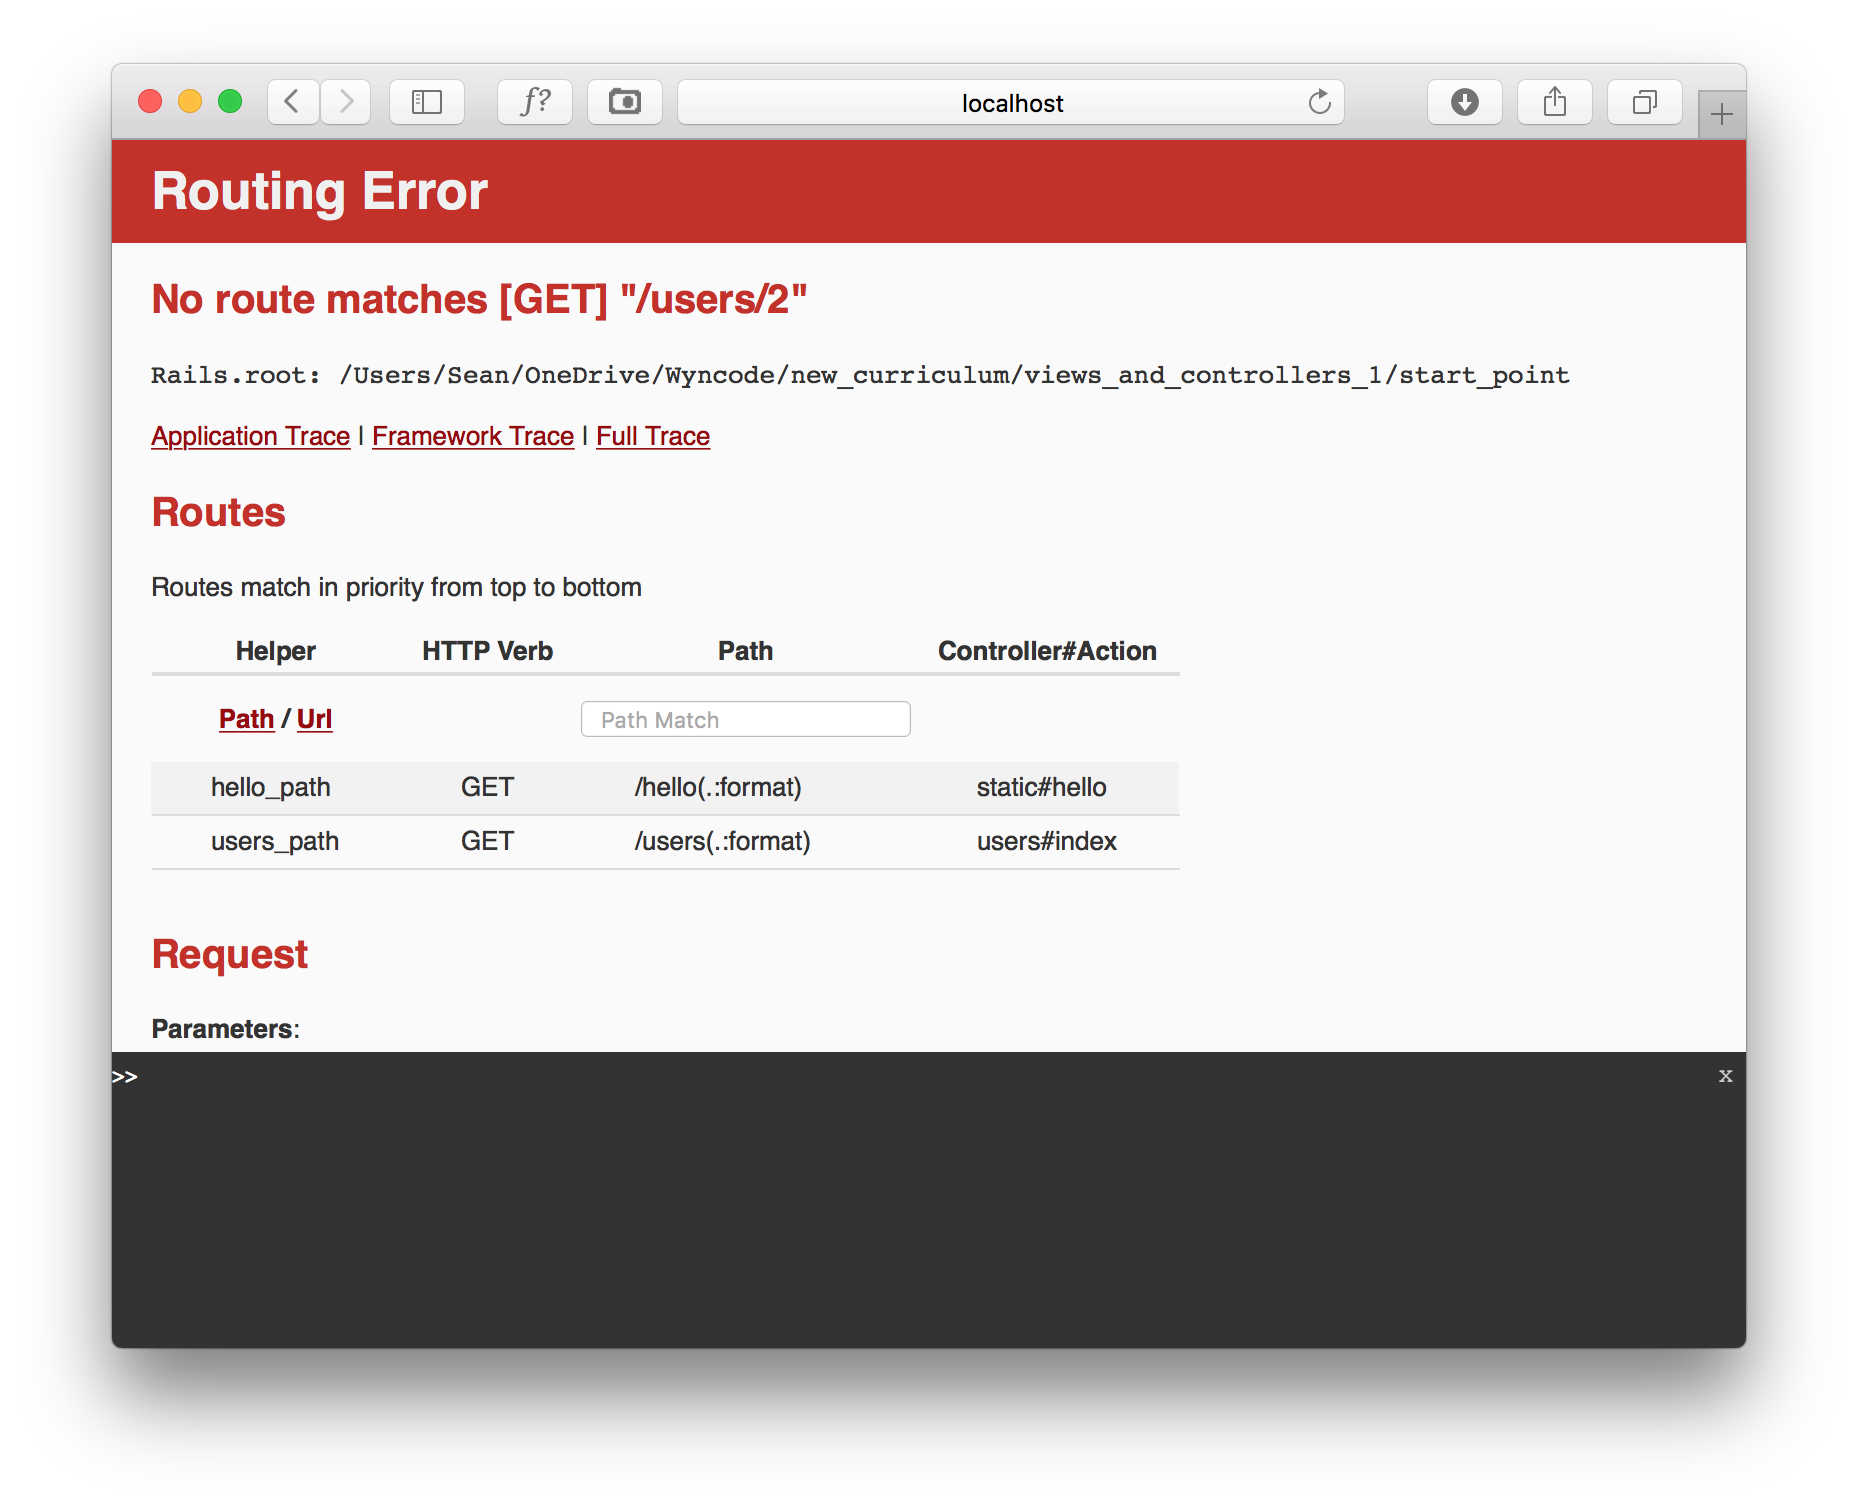 f?
localhost
Routing Error
No route matches [GET] "/users/2"
Rails.root: /Users/Sean/OneDrive/Wyncode/new_curriculum/views_and_controllers_1/start_point
Application Trace | Framework Trace | Full Trace
Routes
Routes match in priority from top to bottom
Helper HTTP Verb Path Controller#Action
Path / Url Path Match
hello_path GET /hello(.:format) static#hello
users_path GET /users(.:format) users#index
Request
Parameters:
>> x